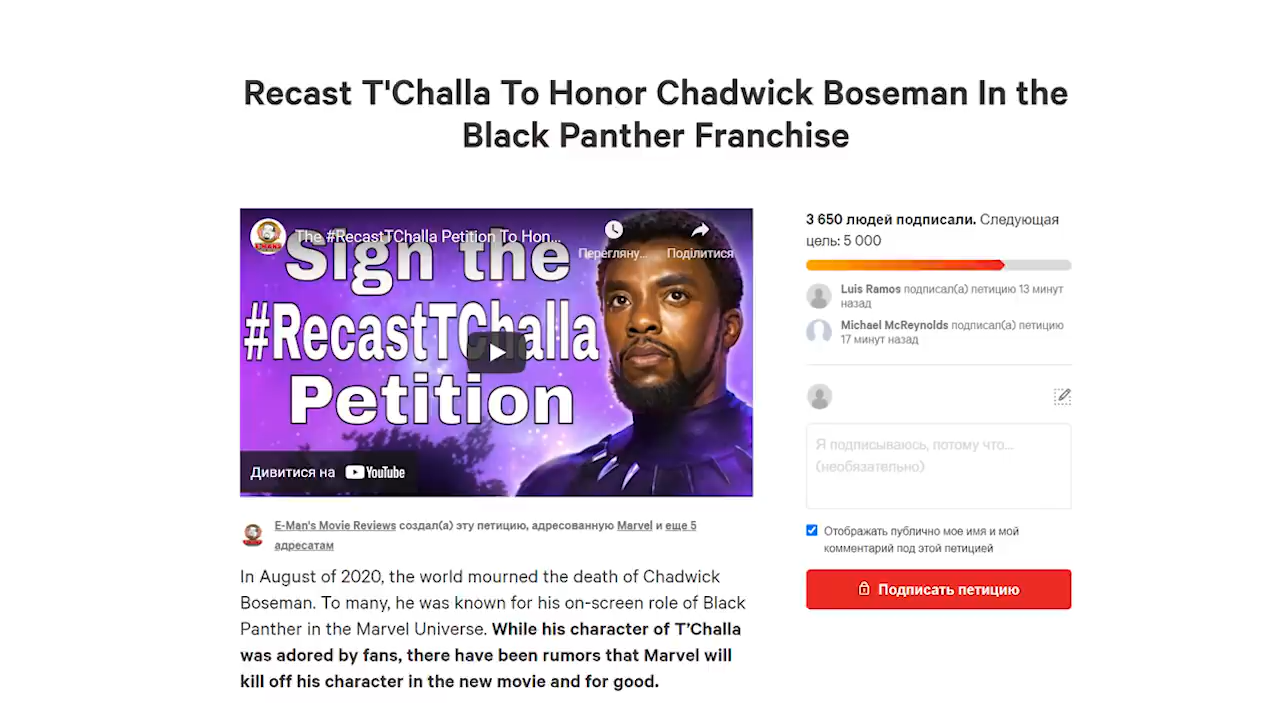 Recast T'Challa To Honor Chadwick Boseman In the
Black Panther Franchise
The #RecastTChalla Petition To Hon...
Перегляну...
Поділитися
Sign the
#RecastTChalla
Petition
Дивитися на YouTube
E-Man's Movie Reviews создал(а) эту петицию, адресованную Marvel и еще 5
адресатам
In August of 2020, the world mourned the death of Chadwick
Boseman. To many, he was known for his on-screen role of Black
Panther in the Marvel Universe. While his character of T'Challa
was adored by fans, there have been rumors that Marvel will
kill off his character in the new movie and for good.
3 650 людей подписали. Следующая
цель: 5 000
Luis Ramos подписал(а) петицию 13 минут
назад
Michael McReynolds подписал(а) петицию
17 минут назад
Я подписываюсь, потому что...
(необязательно)
Отображать публично мое имя и мой
комментарий под этой петицией
Подписать петицию